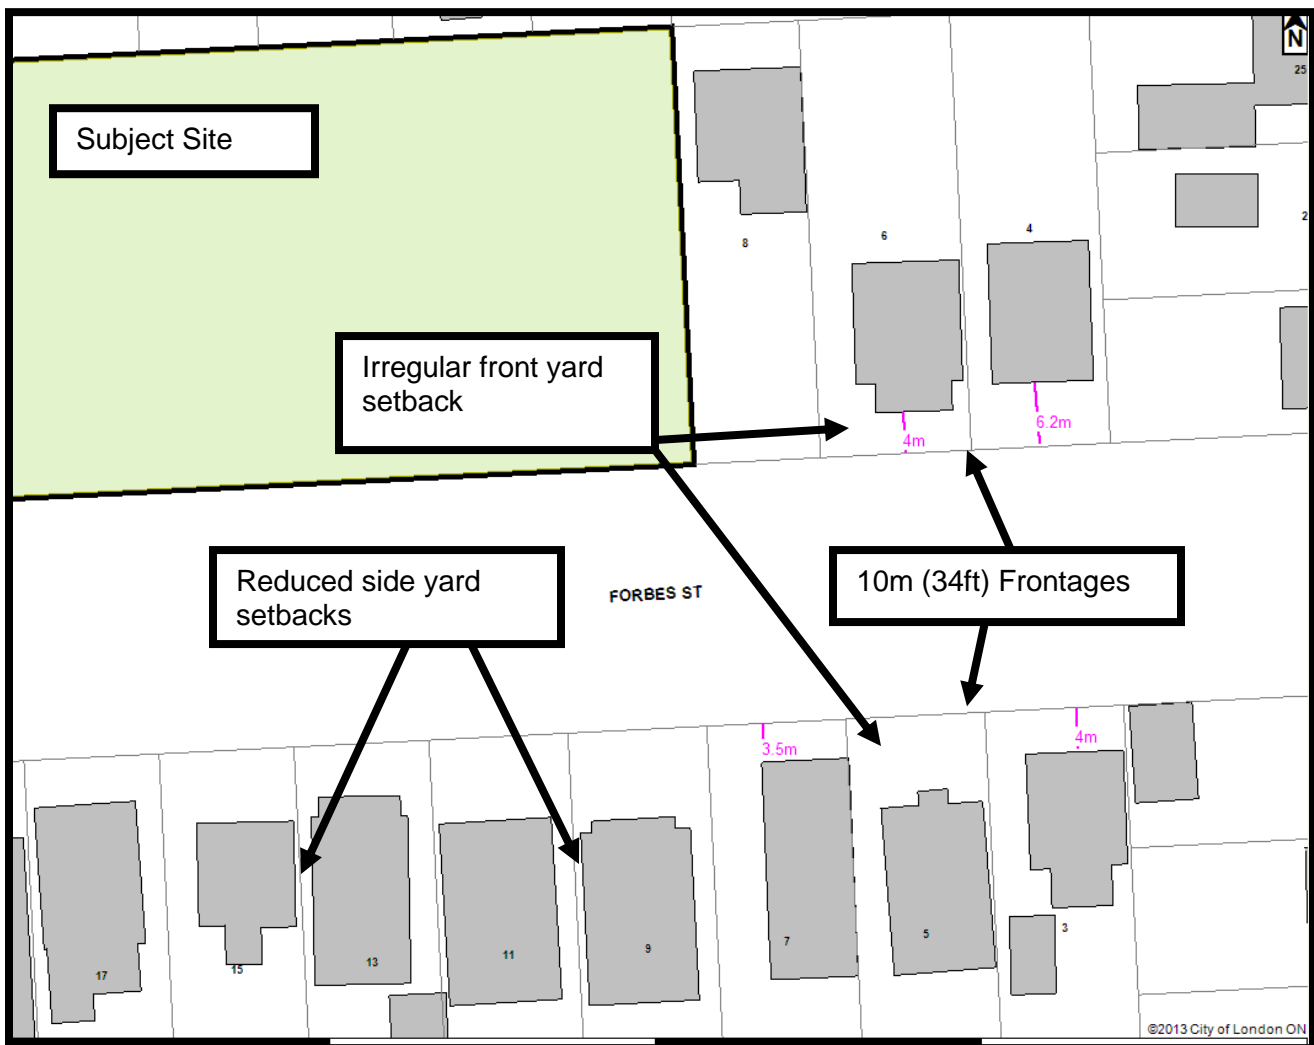 N
25
Subject Site
2
8
6
4
Irregular front yard
setback
4m
6.2m
Reduced side yard
setbacks
FORBES ST
10m (34ft) Frontages
3.5m
4m
17
15
13
11
9
7
5
3
©2013 City of London ON